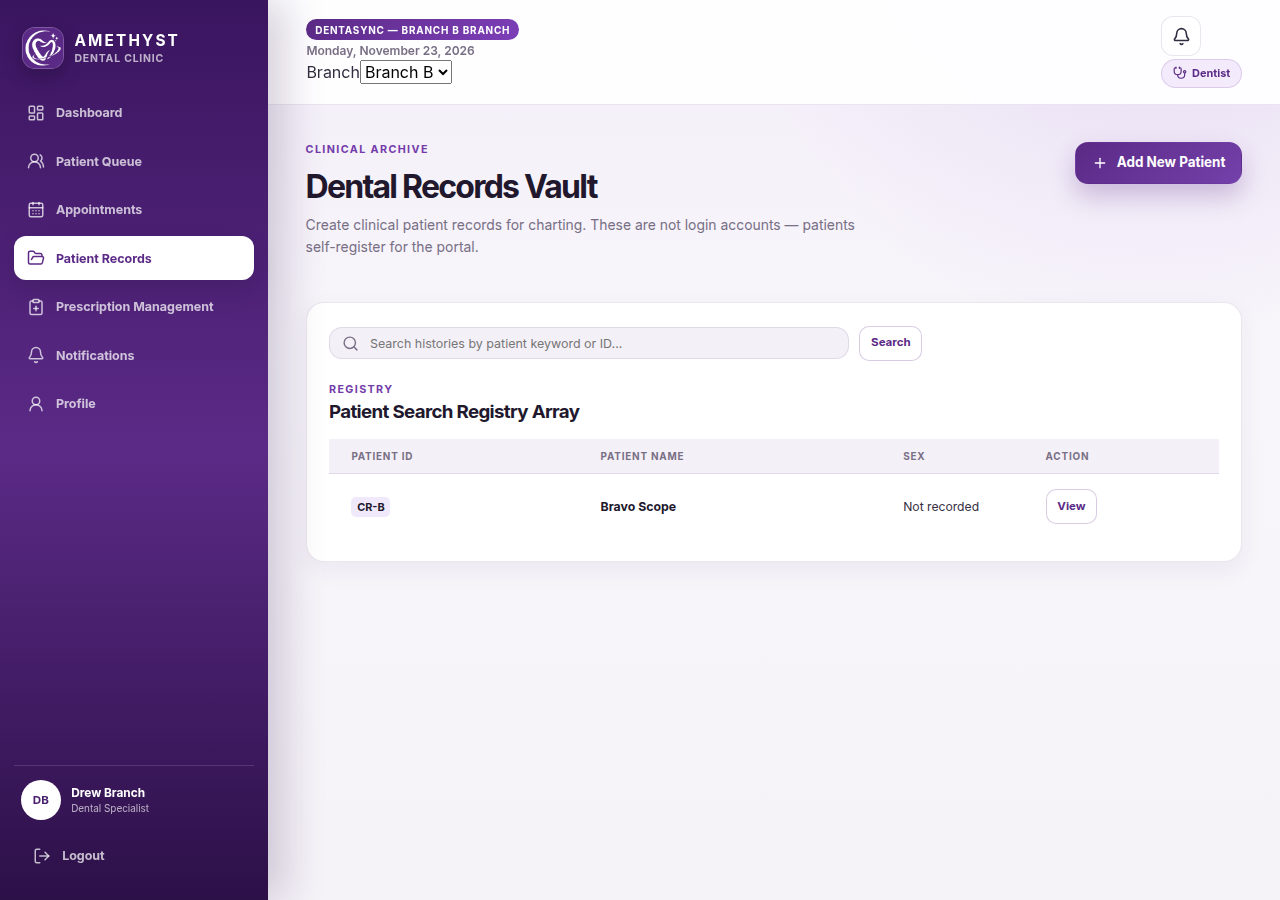 AMETHYST
DENTAL CLINIC
Dashboard
Patient Queue
Appointments
Patient Records
Prescription Management
Notifications
Profile
DB
Drew Branch
Dental Specialist
Logout
DENTASYNC — BRANCH B BRANCH
Monday, November 23, 2026
Branch Branch B
Dentist
CLINICAL ARCHIVE
Dental Records Vault
Create clinical patient records for charting. These are not login accounts — patients
self-register for the portal.
Add New Patient
Search histories by patient keyword or ID... Search
REGISTRY
Patient Search Registry Array
PATIENT ID PATIENT NAME SEX ACTION
CR-B Bravo Scope Not recorded View